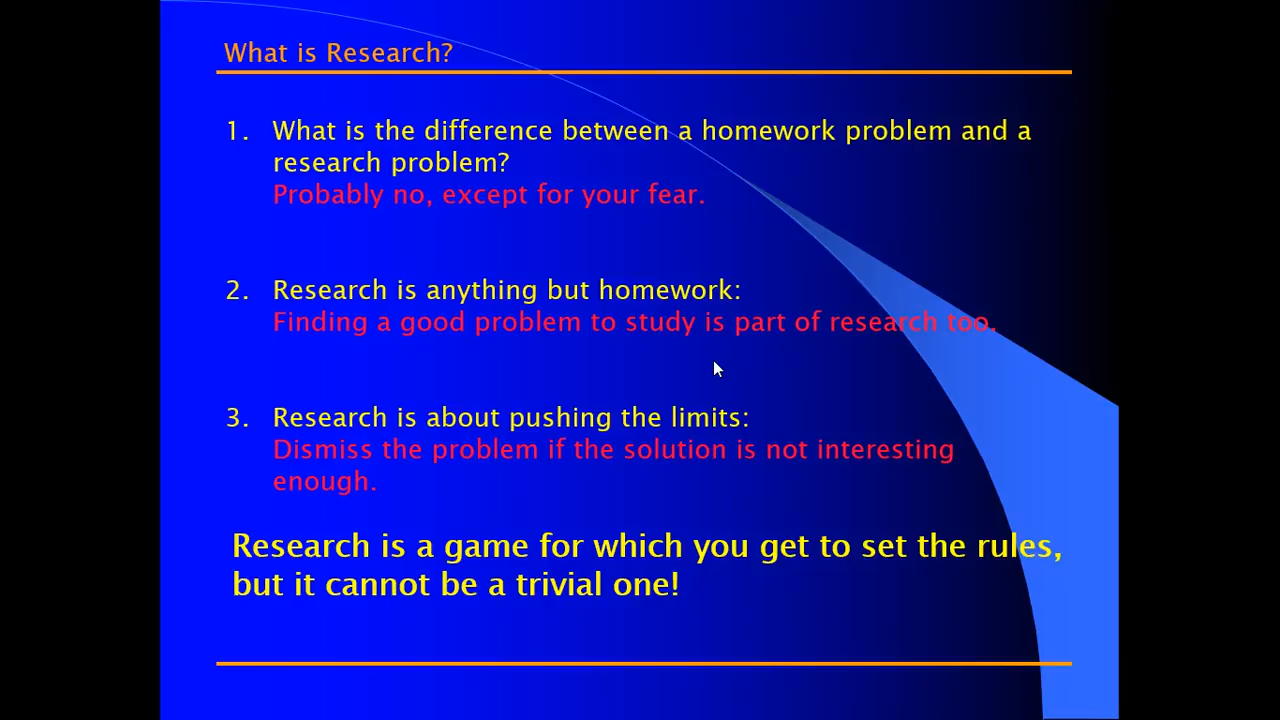 What is Research?
1. What is the difference between a homework problem and a
research problem?
Probably no, except for your fear.
2. Research is anything but homework:
Finding a good problem to study is part of research too.
3. Research is about pushing the limits:
Dismiss the problem if the solution is not interesting
enough.
Research is a game for which you get to set the rules,
but it cannot be a trivial one!